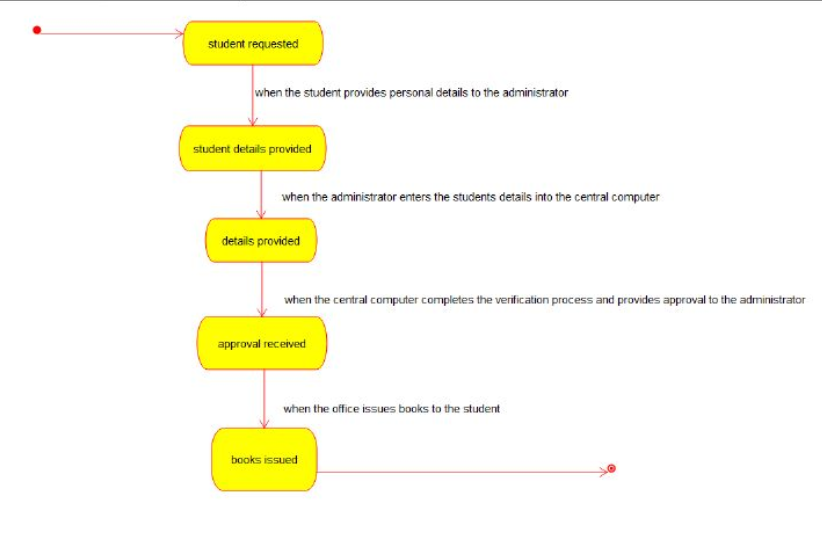 student requested
when the student provides personal details to the administrator
student details provided
when the administrator enters the students details into the central computer
details provided
when the central computer completes the verification process and provides approval to the administrator
approval received
when the office issues books to the student
books issued